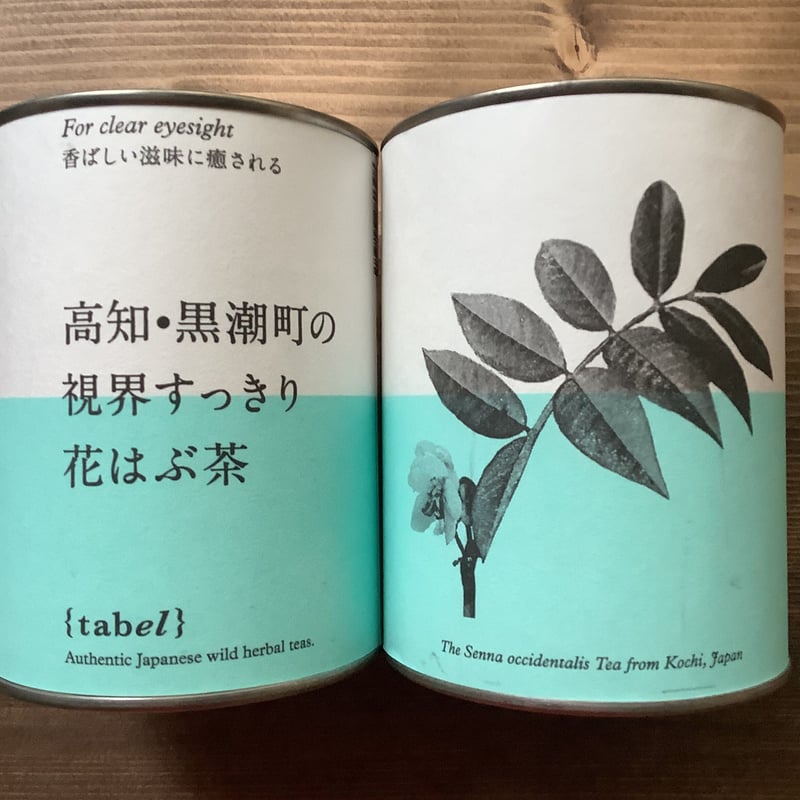 For clear eyesight
香ばしい滋味に癒される
高知・黒潮町の
視界すっきり
花はぶ茶
{tabel}
Authentic Japanese wild herbal teas.
The Senna occidentalis Tea from Kochi, Japan